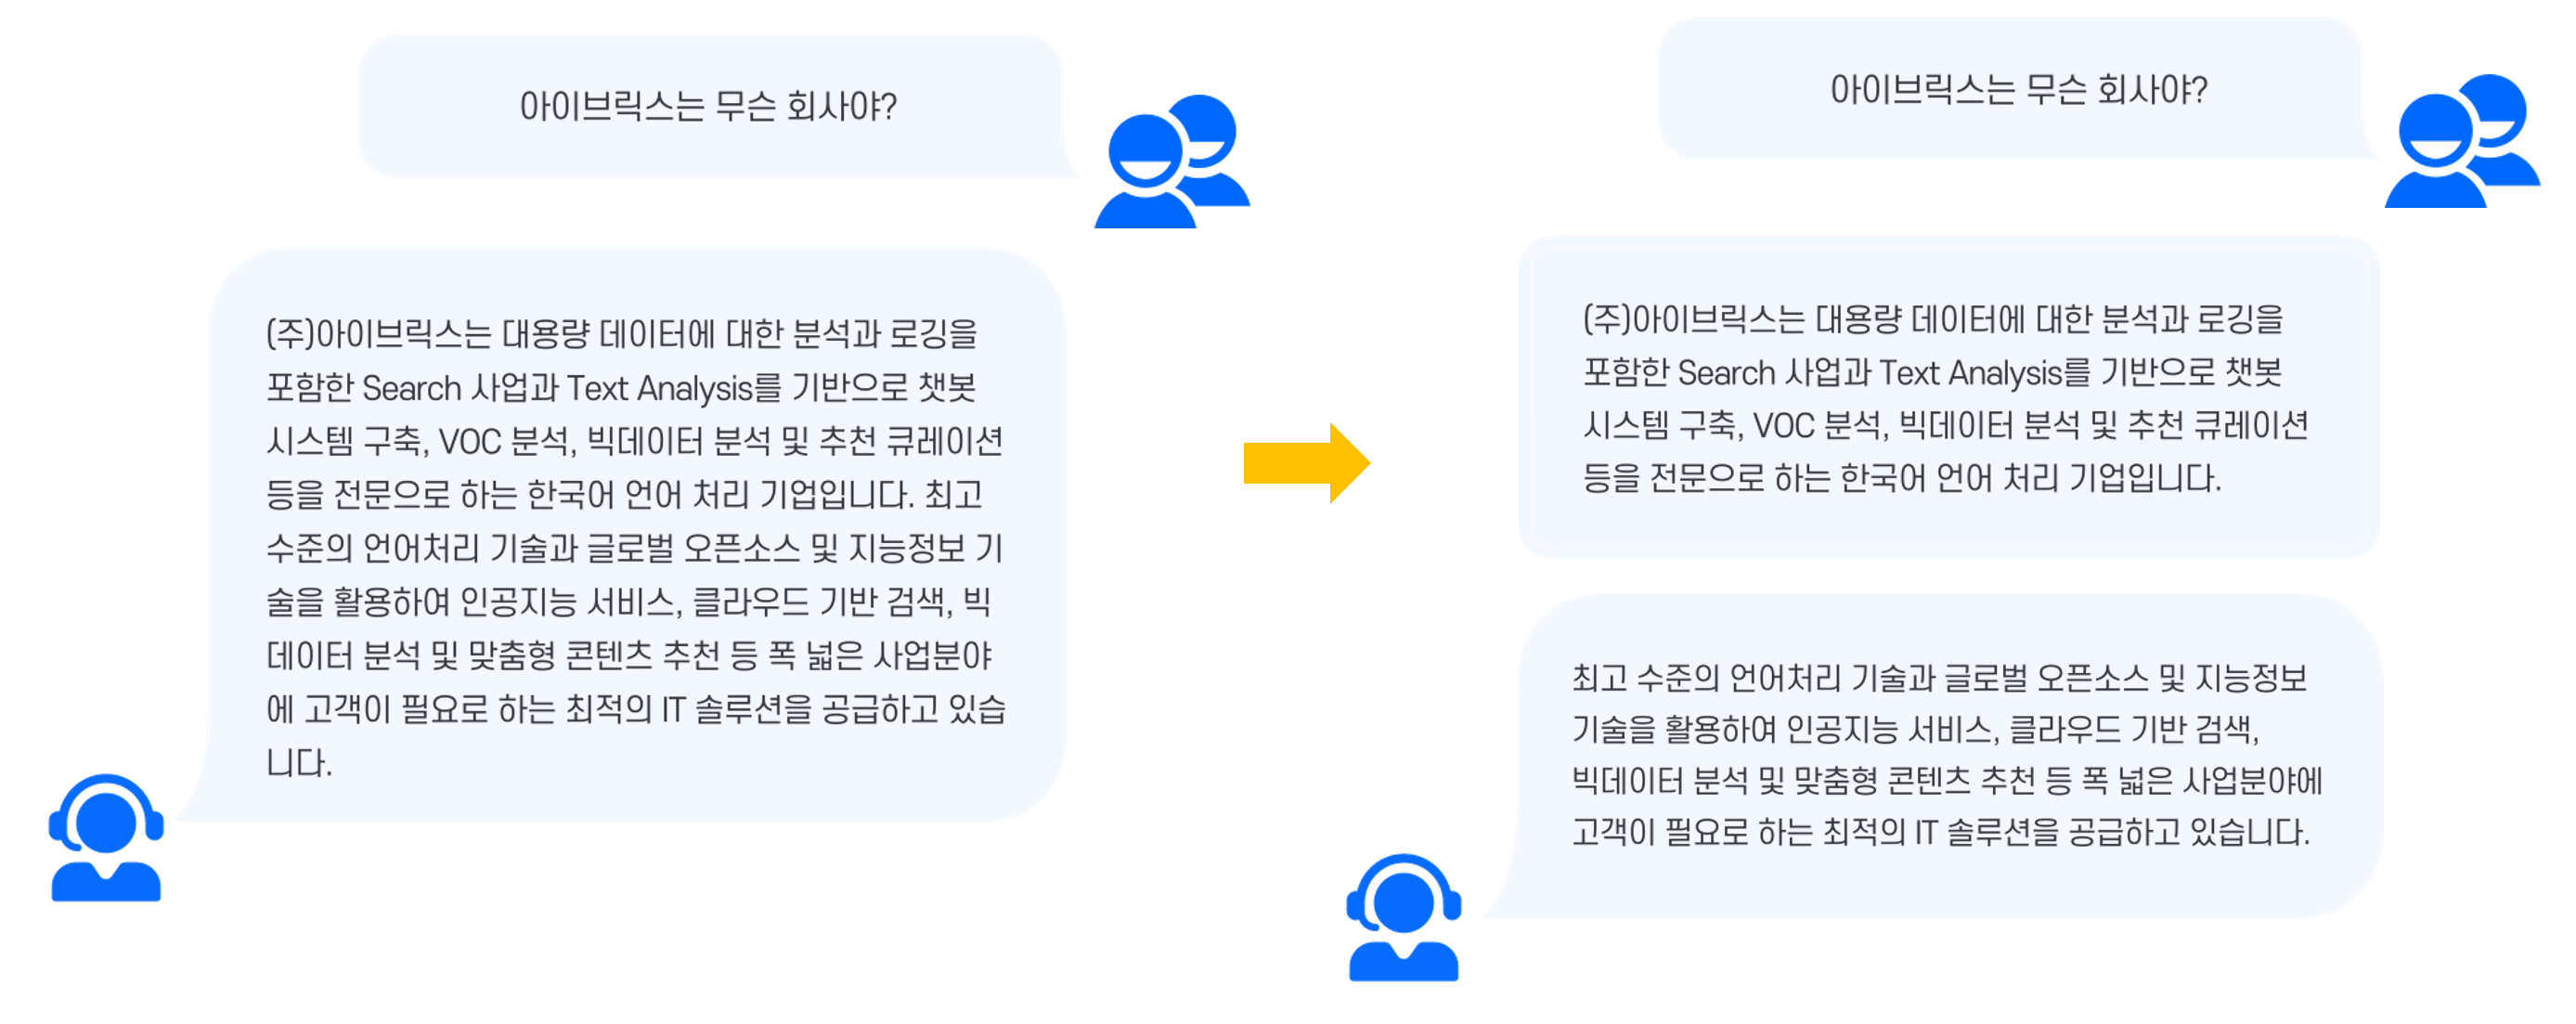 아이브릭스는 무슨 회사야?
(주)아이브릭스는 대용량 데이터에 대한 분석과 로깅을
포함한 Search 사업과 Text Analysis를 기반으로 챗봇
시스템 구축, VOC 분석, 빅데이터 분석 및 추천 큐레이션
등을 전문으로 하는 한국어 언어 처리 기업입니다. 최고
수준의 언어처리 기술과 글로벌 오픈소스 및 지능정보 기
술을 활용하여 인공지능 서비스, 클라우드 기반 검색, 빅
데이터 분석 및 맞춤형 콘텐츠 추천 등 폭 넓은 사업분야
에 고객이 필요로 하는 최적의 IT 솔루션을 공급하고 있습
니다.
아이브릭스는 무슨 회사야?
(주)아이브릭스는 대용량 데이터에 대한 분석과 로깅을
포함한 Search 사업과 Text Analysis를 기반으로 챗봇
시스템 구축, VOC 분석, 빅데이터 분석 및 추천 큐레이션
등을 전문으로 하는 한국어 언어 처리 기업입니다.
최고 수준의 언어처리 기술과 글로벌 오픈소스 및 지능정보
기술을 활용하여 인공지능 서비스, 클라우드 기반 검색,
빅데이터 분석 및 맞춤형 콘텐츠 추천 등 폭 넓은 사업분야에
고객이 필요로 하는 최적의 IT 솔루션을 공급하고 있습니다.